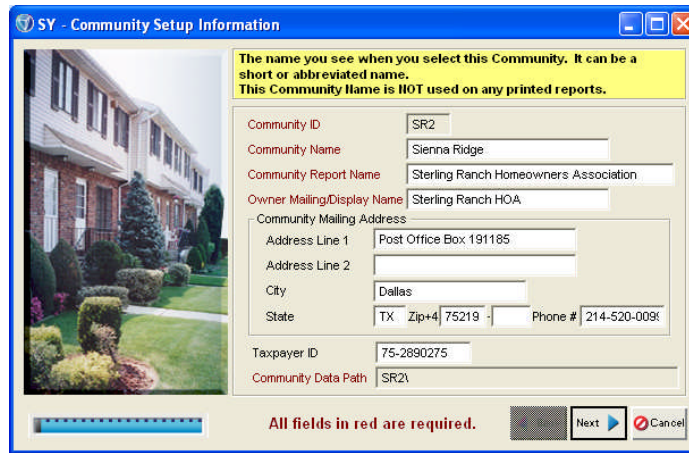 SY - Community Setup Information
The name you see when you select this Community. It can be a
short or abbreviated name.
This Community Name is NOT used on any printed reports.
Community ID SR2
Community Name Sienna Ridge
Community Report Name Sterling Ranch Homeowners Association
Owner Mailing/Display Name Sterling Ranch HOA
Community Mailing Address
Address Line 1 Post Office Box 191185
Address Line 2
City Dallas
State TX Zip+4 75219 - Phone # 214-520-009
Taxpayer ID 75-2890275
Community Data Path SR2\
All fields in red are required.
Next
Cancel